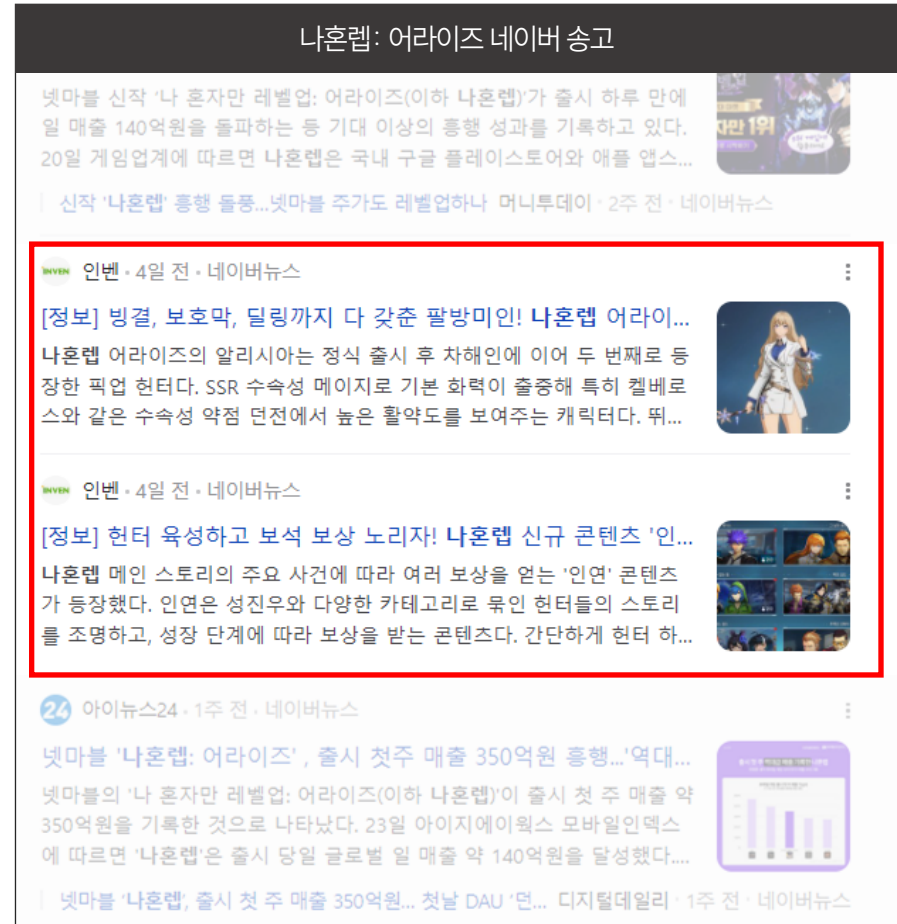 나혼렙: 어라이즈 네이버 송고
넷마블 신작 '나 혼자만 레벨업: 어라이즈(이하 나혼렙)'가 출시 하루 만에
일 매출 140억원을 돌파하는 등 기대 이상의 흥행 성과를 기록하고 있다.
20일 게임업계에 따르면 나혼렙은 국내 구글 플레이스토어와 애플 앱스...
신작 '나혼렙' 흥행 돌풍...넷마블 주가도 레벨업하나 머니투데이 · 2주 전 · 네이버뉴스
INVEN 인벤 · 4일 전 · 네이버뉴스
[정보] 빙결, 보호막, 딜링까지 다 갖춘 팔방미인! 나혼렙 어라이...
나혼렙 어라이즈의 알리시아는 정식 출시 후 차해인에 이어 두 번째로 등
장한 픽업 헌터다. SSR 수속성 메이지로 기본 화력이 출중해 특히 켈베로
스와 같은 수속성 약점 던전에서 높은 활약도를 보여주는 캐릭터다. 뛰...
INVEN 인벤 · 4일 전 · 네이버뉴스
[정보] 헌터 육성하고 보석 보상 노리자! 나혼렙 신규 콘텐츠 '인...
나혼렙 메인 스토리의 주요 사건에 따라 여러 보상을 얻는 '인연' 콘텐츠
가 등장했다. 인연은 성진우와 다양한 카테고리로 묶인 헌터들의 스토리
를 조명하고, 성장 단계에 따라 보상을 받는 콘텐츠다. 간단하게 헌터 하...
24 아이뉴스24 · 1주 전 · 네이버뉴스
넷마블 '나혼렙: 어라이즈' , 출시 첫주 매출 350억원 흥행...'역대...
넷마블의 '나 혼자만 레벨업: 어라이즈(이하 나혼렙)'이 출시 첫 주 매출 약
350억원을 기록한 것으로 나타났다. 23일 아이지에이웍스 모바일인덱스
에 따르면 '나혼렙'은 출시 당일 글로벌 일 매출 약 140억원을 달성했다....
넷마블 '나혼렙', 출시 첫 주 매출 350억원... 첫날 DAU '던... 디지털데일리 · 1주 전 · 네이버뉴스